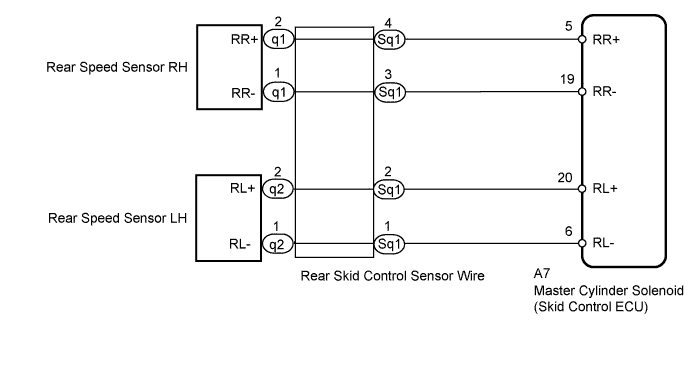 2 4 5
RR+ q1 Sq1 RR+
Rear Speed Sensor RH
1 3 19
RR- q1 Sq1 RR-
2 2 20
RL+ q2 Sq1 RL+
Rear Speed Sensor LH
1 1 6
RL- q2 Sq1 RL-
Rear Skid Control Sensor Wire
A7
Master Cylinder Solenoid
(Skid Control ECU)